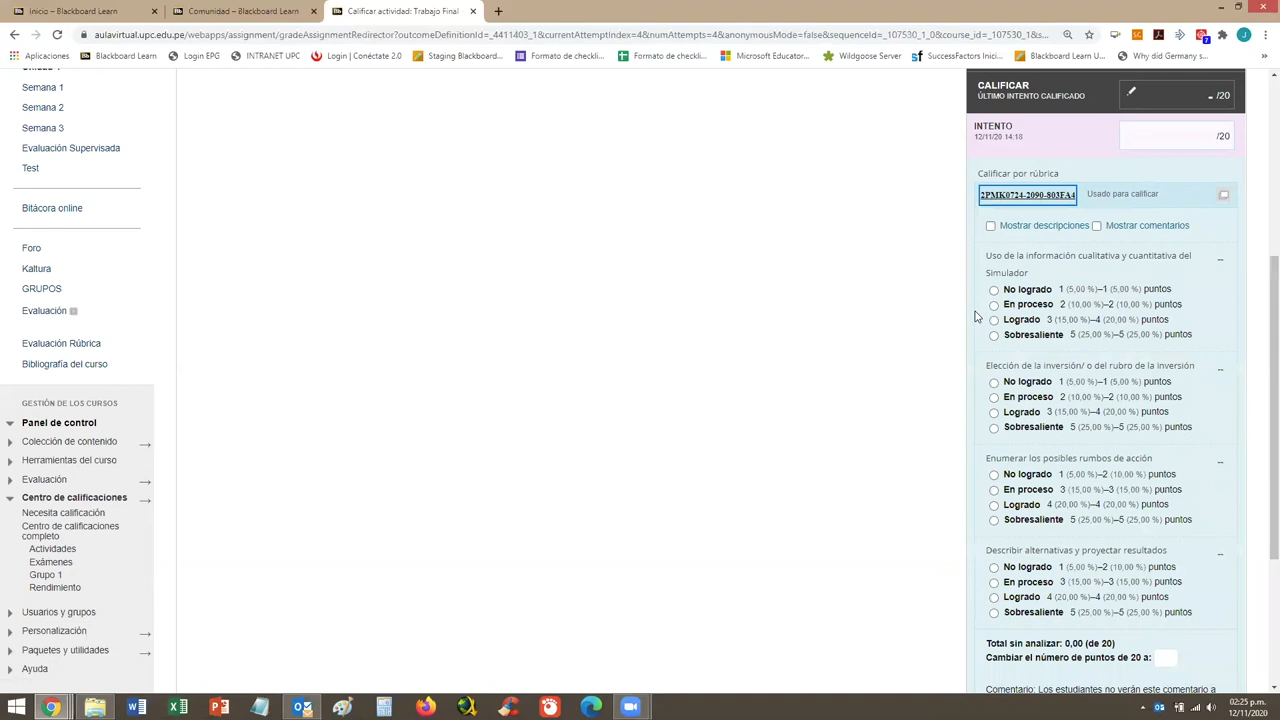 Inicio – Blackboard Learn
Comunidad – Blackboard Learn
Calificar actividad: Trabajo Final
aulavirtual.upc.edu.pe/webapps/assignment/gradeAssignmentRedirector?outcomeDefinitionId=_4411403_1&currentAttemptIndex=4&numAttempts=4&anonymousMode=false&sequenceId=_107530_1_0&course_id=_107530_1&s...
Aplicaciones
Blackboard Learn
Login EPG
INTRANET UPC
Login | Conéctate 2.0
Staging Blackboard...
Formato de checkli...
Formato de checkli...
Microsoft Educator...
Wildgoose Server
SuccessFactors Inici...
Blackboard Learn U...
Why did Germany s...
Semana 1
Semana 2
Semana 3
Evaluación Supervisada
Test
Bitácora online
Foro
Kaltura
GRUPOS
Evaluación
Evaluación Rúbrica
Bibliografía del curso
GESTIÓN DE LOS CURSOS
Panel de control
Colección de contenido
Herramientas del curso
Evaluación
Centro de calificaciones
Necesita calificación
Centro de calificaciones
completo
Actividades
Exámenes
Grupo 1
Rendimiento
Usuarios y grupos
Personalización
Paquetes y utilidades
Ayuda
CALIFICAR
ÚLTIMO INTENTO CALIFICADO
- /20
INTENTO
12/11/20 14:18
/20
Calificar por rúbrica
2PMK0724-2090-803FA4
Usado para calificar
Mostrar descripciones
Mostrar comentarios
Uso de la información cualitativa y cuantitativa del
Simulador
--
No logrado 1 (5,00 %)–1 (5,00 %) puntos
En proceso 2 (10,00 %)–2 (10,00 %) puntos
Logrado 3 (15,00 %)–4 (20,00 %) puntos
Sobresaliente 5 (25,00 %)–5 (25,00 %) puntos
Elección de la inversión/ o del rubro de la inversión
--
No logrado 1 (5,00 %)–1 (5,00 %) puntos
En proceso 2 (10,00 %)–2 (10,00 %) puntos
Logrado 3 (15,00 %)–4 (20,00 %) puntos
Sobresaliente 5 (25,00 %)–5 (25,00 %) puntos
Enumerar los posibles rumbos de acción
--
No logrado 1 (5,00 %)–2 (10,00 %) puntos
En proceso 3 (15,00 %)–3 (15,00 %) puntos
Logrado 4 (20,00 %)–4 (20,00 %) puntos
Sobresaliente 5 (25,00 %)–5 (25,00 %) puntos
Describir alternativas y proyectar resultados
--
No logrado 1 (5,00 %)–2 (10,00 %) puntos
En proceso 3 (15,00 %)–3 (15,00 %) puntos
Logrado 4 (20,00 %)–4 (20,00 %) puntos
Sobresaliente 5 (25,00 %)–5 (25,00 %) puntos
Total sin analizar: 0,00 (de 20)
Cambiar el número de puntos de 20 a:
Comentario: Los estudiantes no verán este comentario a
02:25 p.m.
12/11/2020